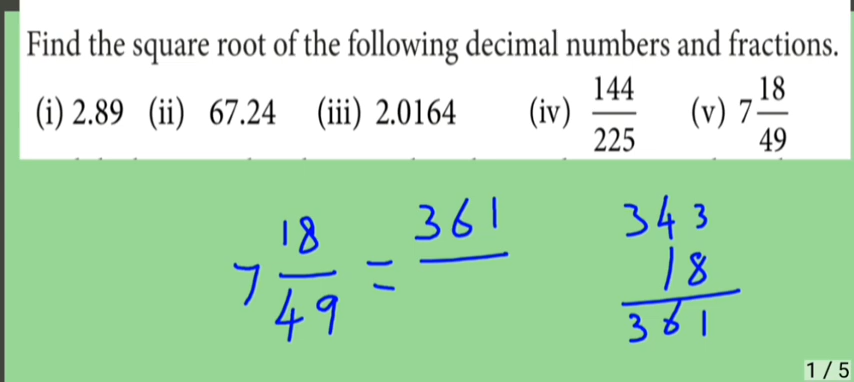 Find the square root of the following decimal numbers and fractions.
(i) 2.89 (ii) 67.24 (iii) 2.0164 (iv) 144/225 (v) 7 18/49
7 18/49 = 361
343
18
361
1 / 5